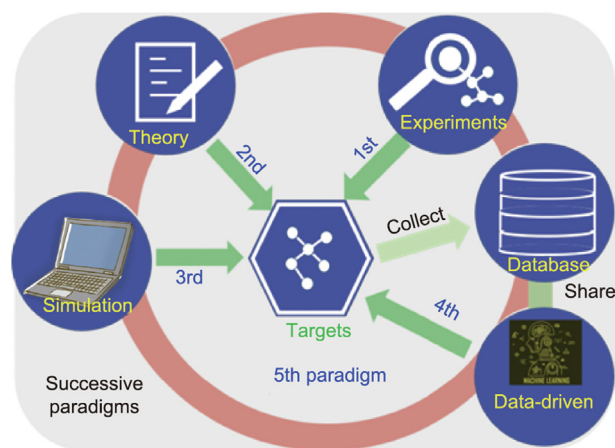 Theory
Experiments
2nd
1st
Collect
Database
Simulation
3rd
Share
4th
Targets
5th paradigm
MACHINE LEARNING
Successive
paradigms
Data-driven